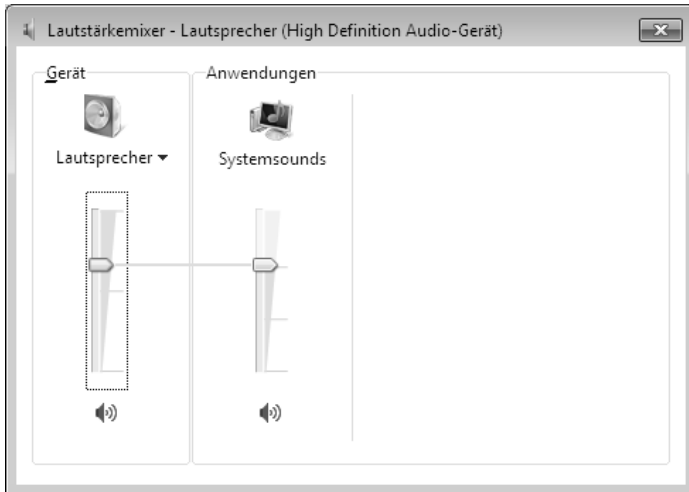 Lautstärkemixer - Lautsprecher (High Definition Audio-Gerät)
Gerät
Anwendungen
Lautsprecher
Systemsounds